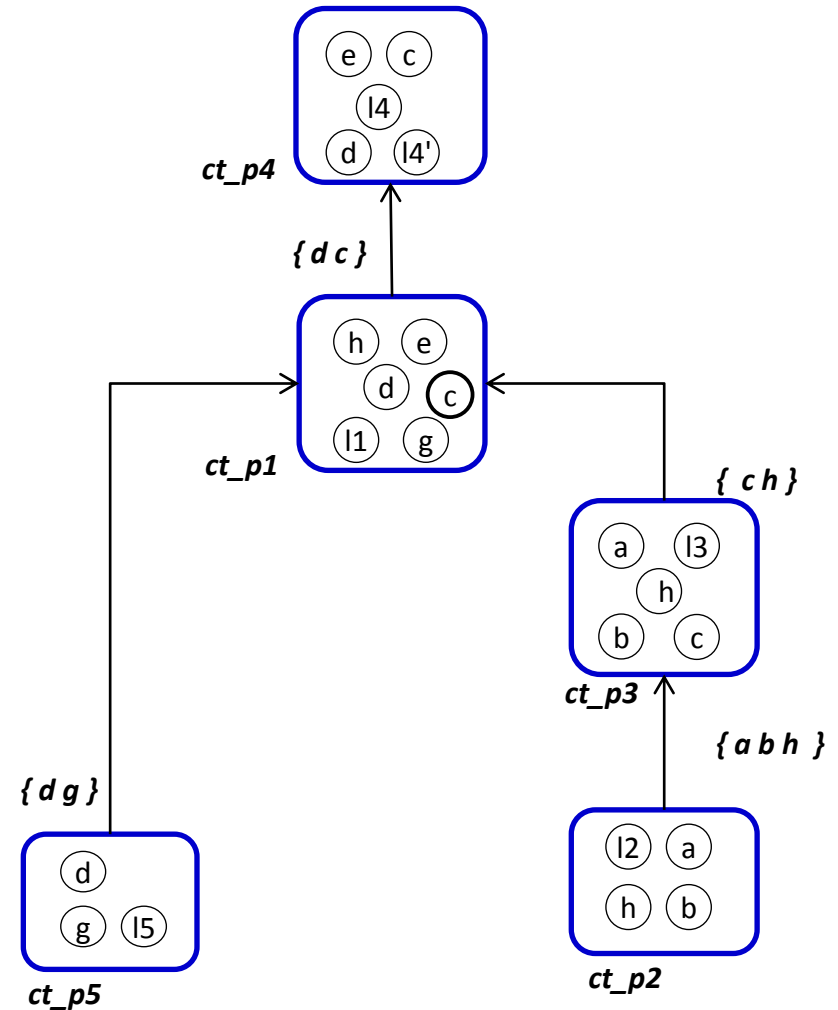 e c
l4
d l4'
ct_p4
{ d c }
h e
d c
l1 g
ct_p1
{ c h }
a l3
h
b c
ct_p3
{ a b h }
{ d g }
l2 a
h b
ct_p2
d
g l5
ct_p5